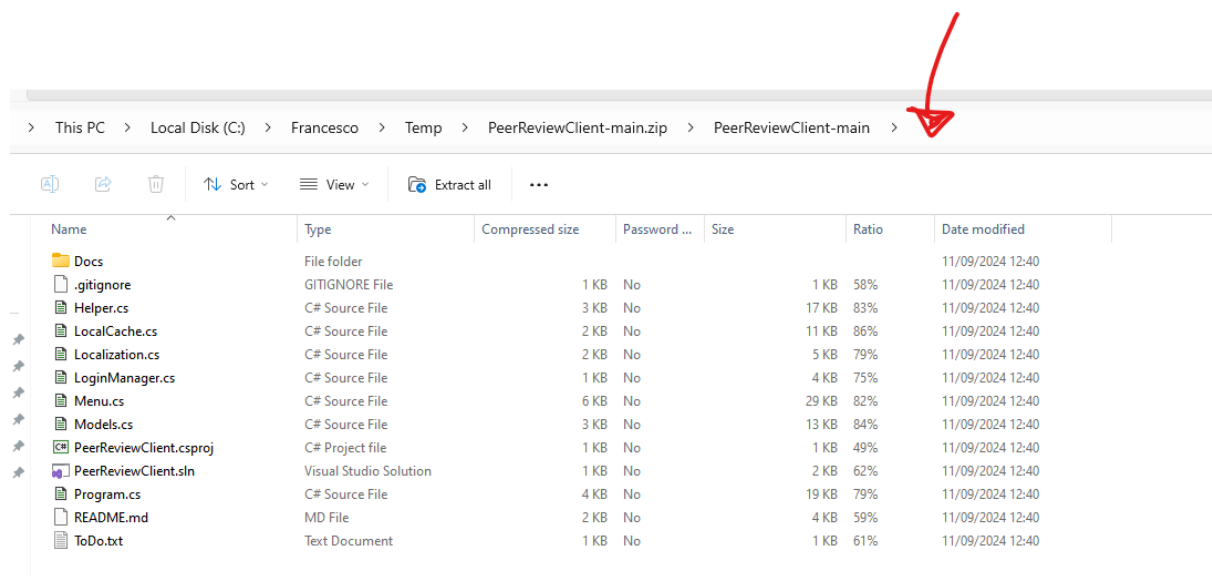 > This PC > Local Disk (C:) > Francesco > Temp > PeerReviewClient-main.zip > PeerReviewClient-main >
Sort View Extract all ...
Name Type Compressed size Password ... Size Ratio Date modified
Docs File folder 11/09/2024 12:40
.gitignore GITIGNORE File 1 KB No 1 KB 58% 11/09/2024 12:40
Helper.cs C# Source File 3 KB No 17 KB 83% 11/09/2024 12:40
LocalCache.cs C# Source File 2 KB No 11 KB 86% 11/09/2024 12:40
Localization.cs C# Source File 2 KB No 5 KB 79% 11/09/2024 12:40
LoginManager.cs C# Source File 1 KB No 4 KB 75% 11/09/2024 12:40
Menu.cs C# Source File 6 KB No 29 KB 82% 11/09/2024 12:40
Models.cs C# Source File 3 KB No 13 KB 84% 11/09/2024 12:40
C# PeerReviewClient.csproj C# Project file 1 KB No 1 KB 49% 11/09/2024 12:40
PeerReviewClient.sln Visual Studio Solution 1 KB No 2 KB 62% 11/09/2024 12:40
Program.cs C# Source File 4 KB No 19 KB 79% 11/09/2024 12:40
README.md MD File 2 KB No 4 KB 59% 11/09/2024 12:40
ToDo.txt Text Document 1 KB No 1 KB 61% 11/09/2024 12:40